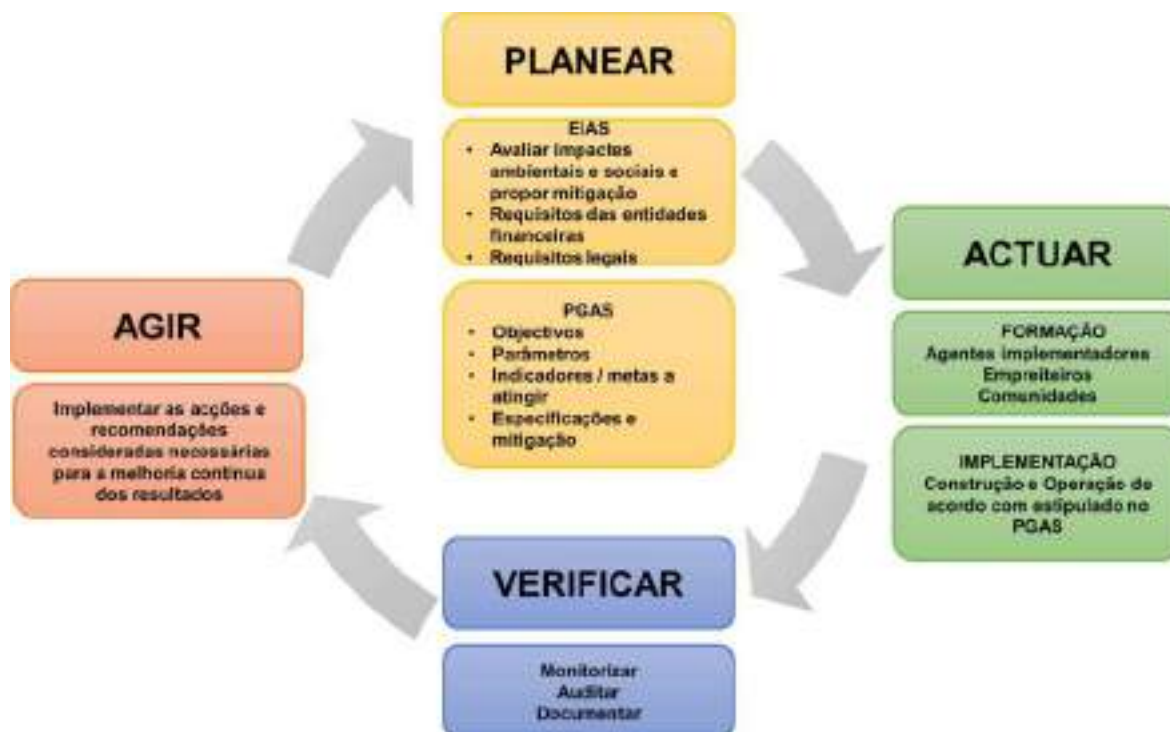 PLANEAR
EIAS
• Avaliar impactes
ambientais e sociais e
propor mitigação
• Requisitos das entidades
financeiras
• Requisitos legais
PGAS
• Objectivos
• Parâmetros
• Indicadores / metas a
atingir
• Especificações e
mitigação
ACTUAR
FORMAÇÃO
Agentes implementadores
Empreiteiros
Comunidades
IMPLEMENTAÇÃO
Construção e Operação de
acordo com estipulado no
PGAS
VERIFICAR
Monitorizar
Auditar
Documentar
AGIR
Implementar as acções e
recomendações
consideradas necessárias
para a melhoria contínua
dos resultados